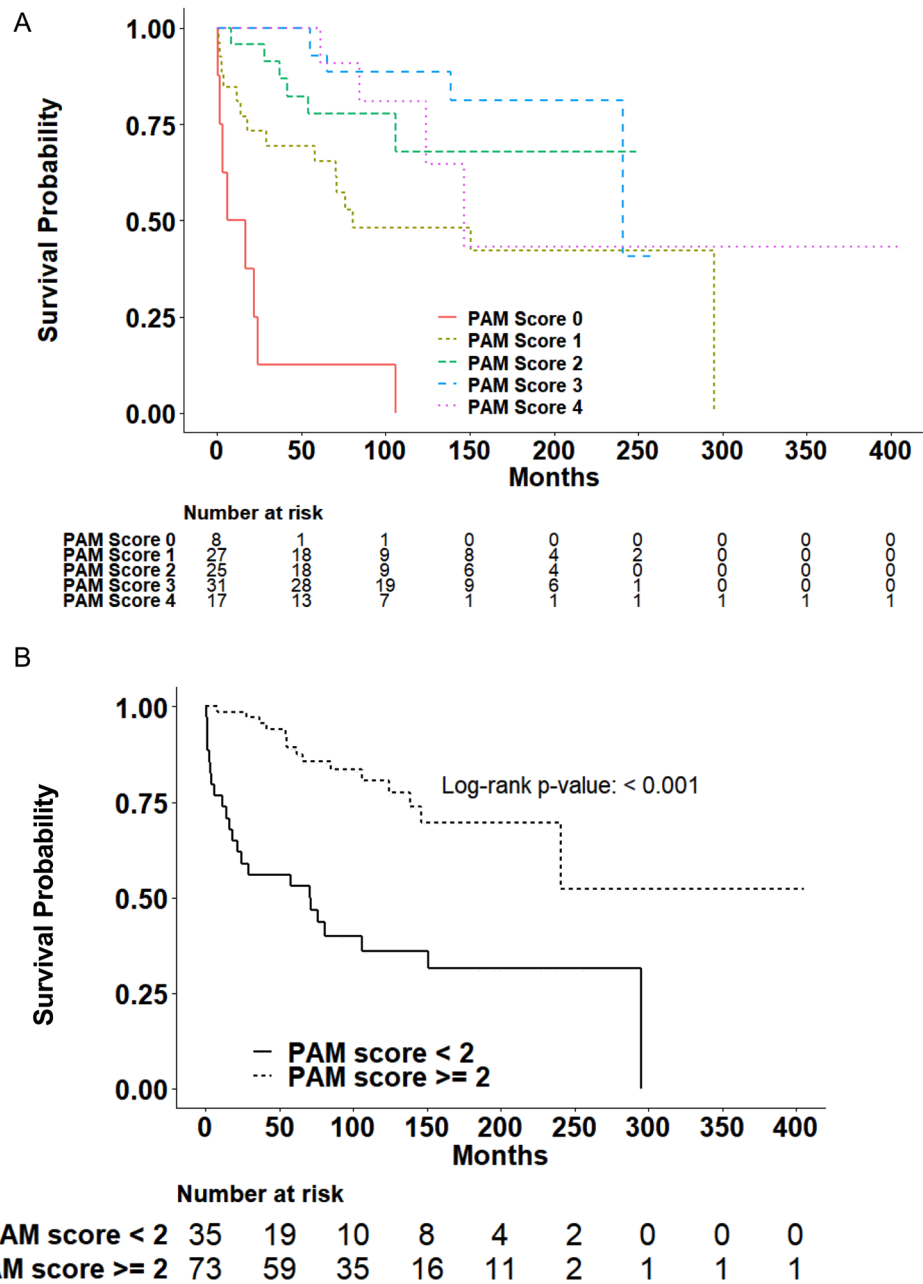 A
Survival Probability
1.00
0.75
0.50
0.25
0.00
PAM Score 0
PAM Score 1
PAM Score 2
PAM Score 3
PAM Score 4
0 50 100 150 200 250 300 350 400
Months
Number at risk
PAM Score 0 8 1 1 0 0 0 0 0 0
PAM Score 1 27 18 9 8 4 2 0 0 0
PAM Score 2 25 18 9 6 4 0 0 0 0
PAM Score 3 31 28 19 9 6 1 0 0 0
PAM Score 4 17 13 7 1 1 1 1 1 1
B
Survival Probability
1.00
0.75
0.50
0.25
0.00
Log-rank p-value: < 0.001
PAM score < 2
PAM score >= 2
0 50 100 150 200 250 300 350 400
Months
Number at risk
AM score < 2 35 19 10 8 4 2 0 0 0
M score >= 2 73 59 35 16 11 2 1 1 1